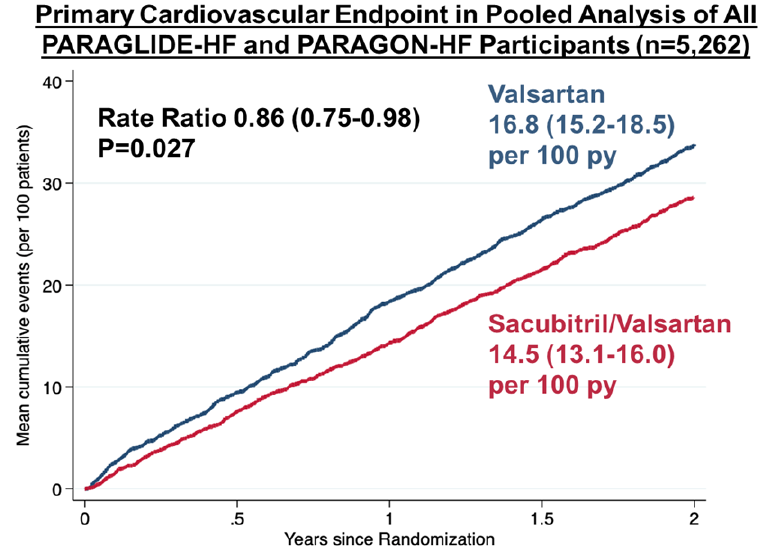 Primary Cardiovascular Endpoint in Pooled Analysis of All
PARAGLIDE-HF and PARAGON-HF Participants (n=5,262)
Mean cumulative events (per 100 patients)
40
30
20
10
0
Rate Ratio 0.86 (0.75-0.98)
P=0.027
Valsartan
16.8 (15.2-18.5)
per 100 py
Sacubitril/Valsartan
14.5 (13.1-16.0)
per 100 py
0
.5
1
1.5
2
Years since Randomization